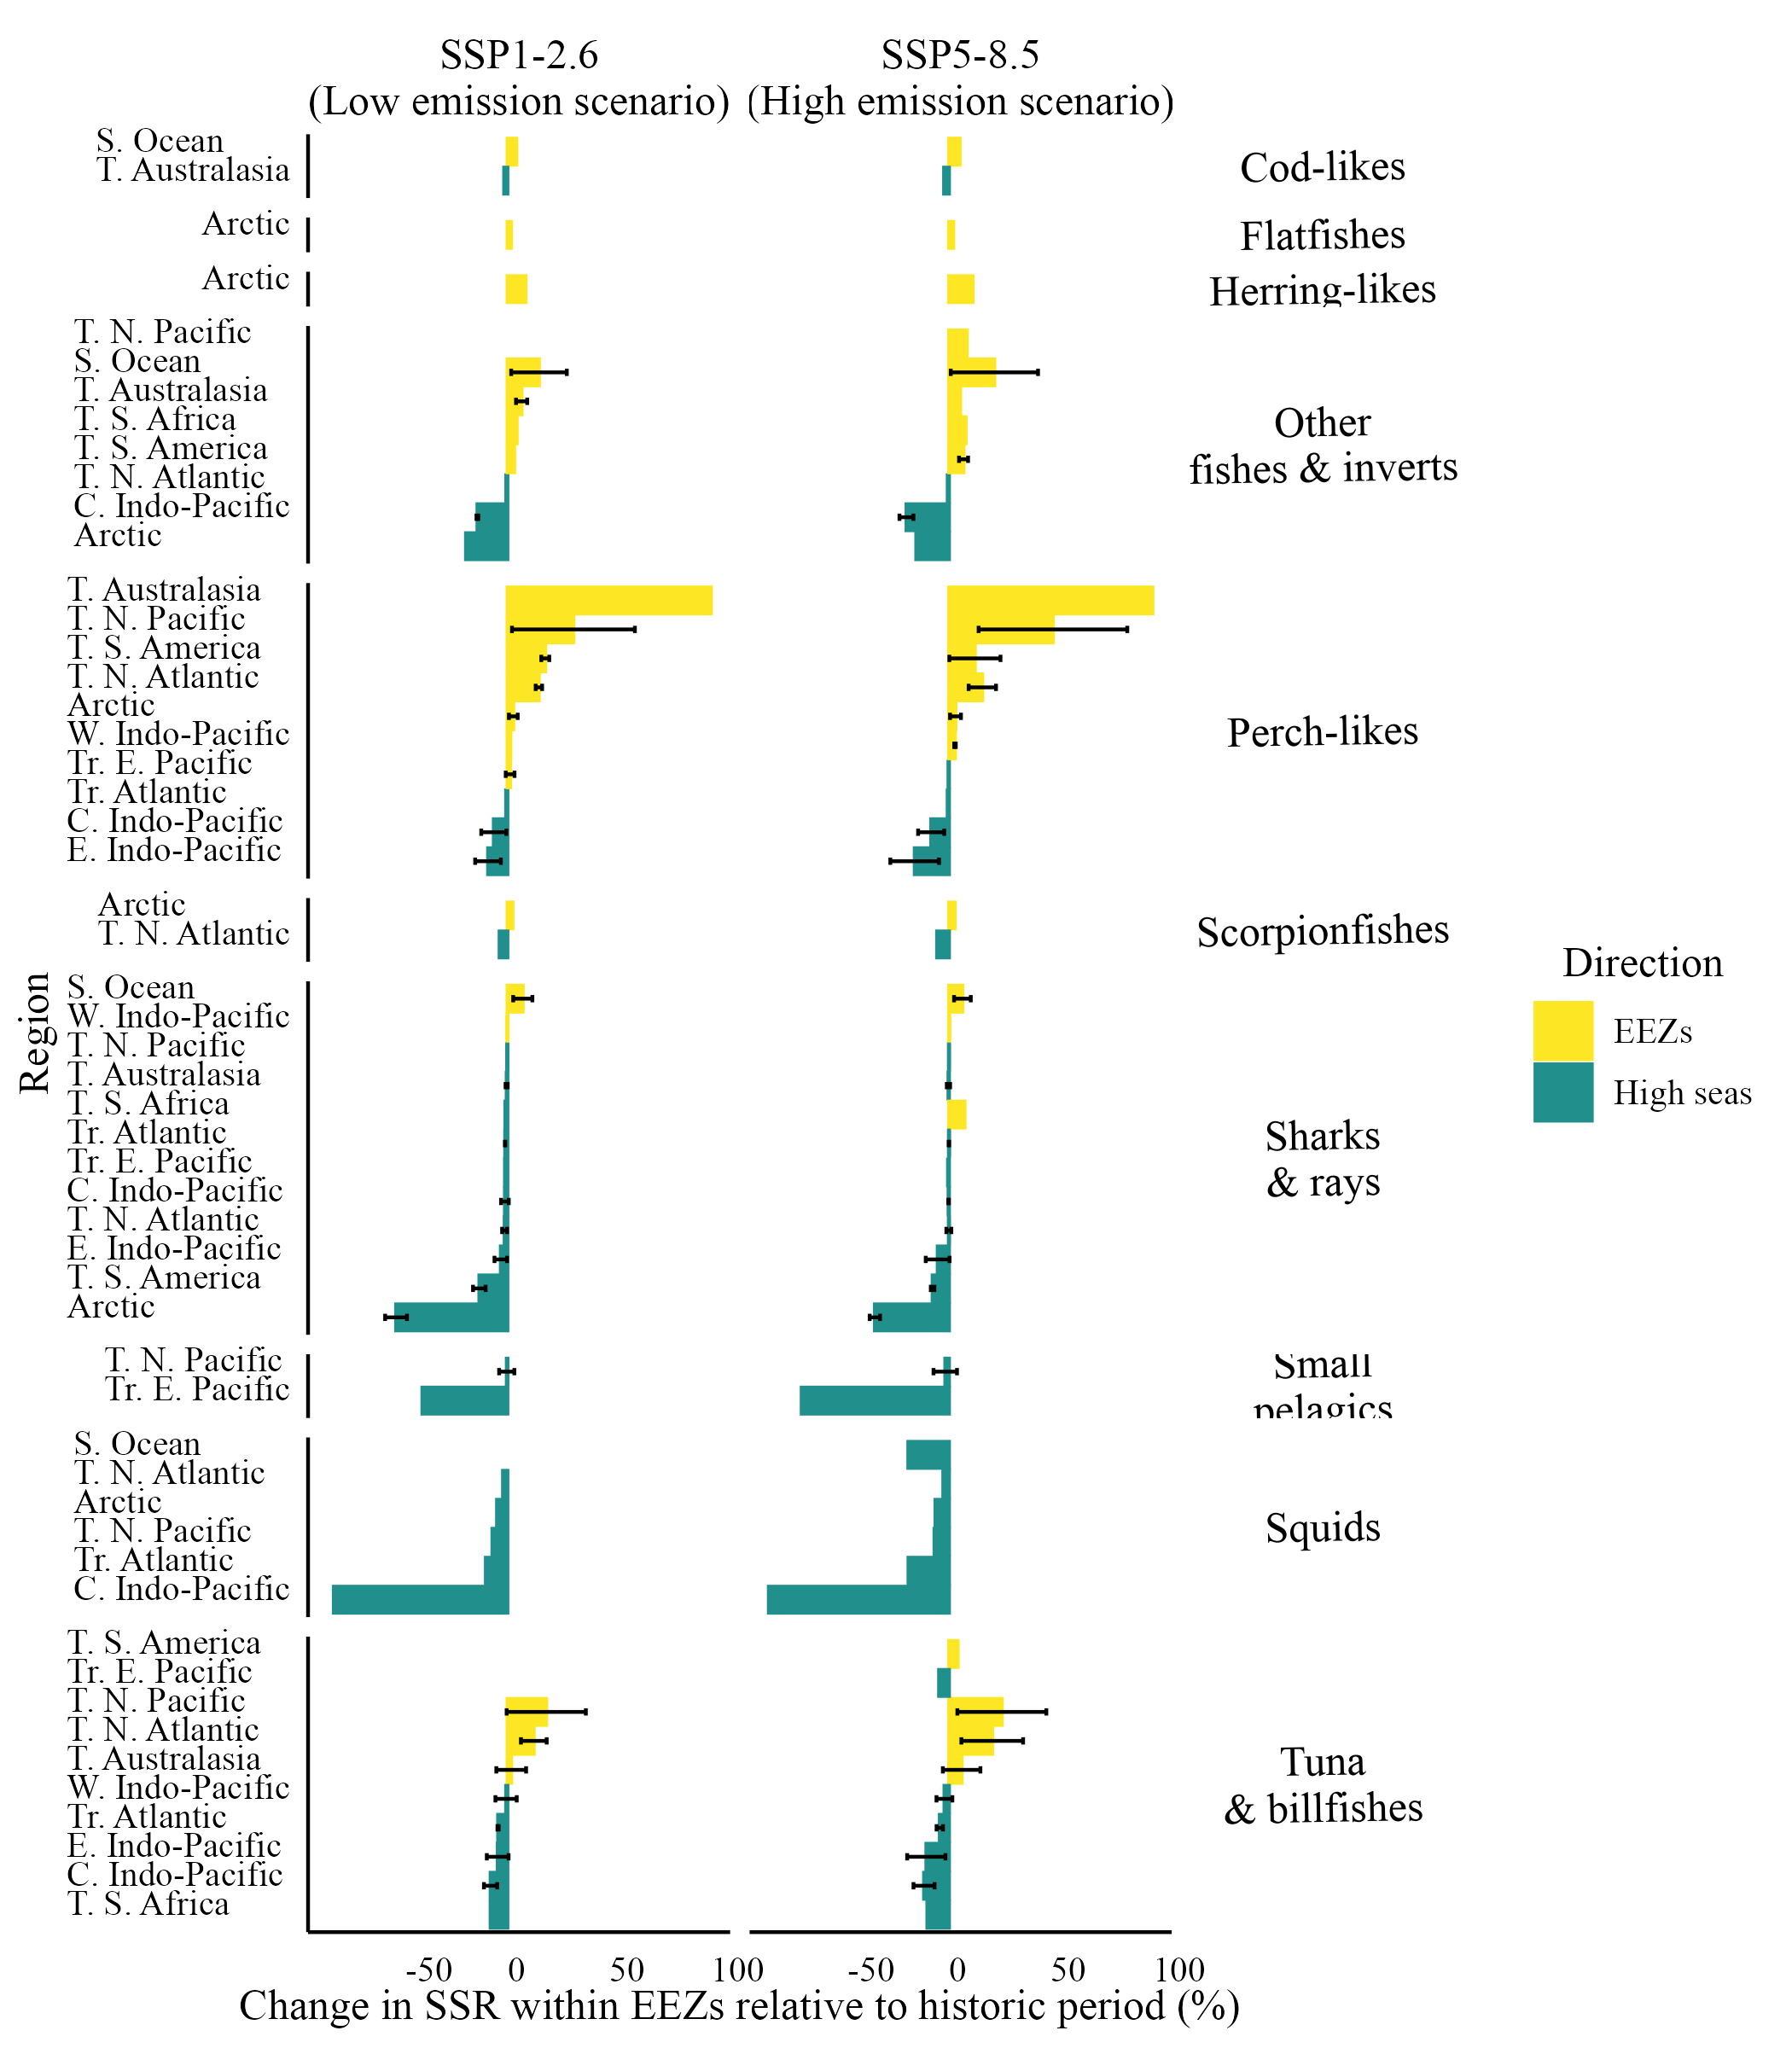 SSP1-2.6
(Low emission scenario)
SSP5-8.5
(High emission scenario)
S. Ocean
T. Australasia
Cod-likes
Arctic
Flatfishes
Arctic
Herring-likes
T. N. Pacific
S. Ocean
T. Australasia
T. S. Africa
T. S. America
T. N. Atlantic
C. Indo-Pacific
Arctic
Other
fishes & inverts
T. Australasia
T. N. Pacific
T. S. America
T. N. Atlantic
Arctic
W. Indo-Pacific
Tr. E. Pacific
Tr. Atlantic
C. Indo-Pacific
E. Indo-Pacific
Perch-likes
Arctic
T. N. Atlantic
Scorpionfishes
S. Ocean
W. Indo-Pacific
T. N. Pacific
T. Australasia
T. S. Africa
Tr. Atlantic
Tr. E. Pacific
C. Indo-Pacific
T. N. Atlantic
E. Indo-Pacific
T. S. America
Arctic
Sharks
& rays
T. N. Pacific
Tr. E. Pacific
Small
pelagics
S. Ocean
T. N. Atlantic
Arctic
T. N. Pacific
Tr. Atlantic
C. Indo-Pacific
Squids
T. S. America
Tr. E. Pacific
T. N. Pacific
T. N. Atlantic
T. Australasia
W. Indo-Pacific
Tr. Atlantic
E. Indo-Pacific
C. Indo-Pacific
T. S. Africa
Tuna
& billfishes
Region
-50 0 50 100
-50 0 50 100
Change in SSR within EEZs relative to historic period (%)
Direction
EEZs
High seas